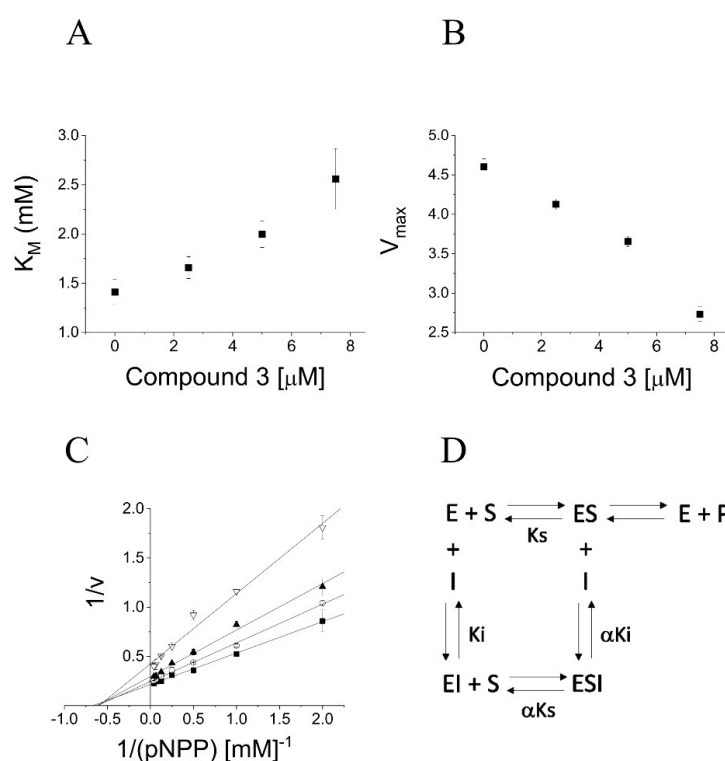 A
K_M (mM)
3.0
2.5
2.0
1.5
1.0
0 2 4 6 8
Compound 3 [μM]
B
V_max
5.0
4.5
4.0
3.5
3.0
2.5
0 2 4 6 8
Compound 3 [μM]
C
1/v
2.0
1.5
1.0
0.5
-1.0 -0.5 0.0 0.5 1.0 1.5 2.0
1/(pNPP) [mM]⁻¹
D
E + S ES E + P
Ks
+ +
I I
Ki αKi
EI + S ESI
αKs